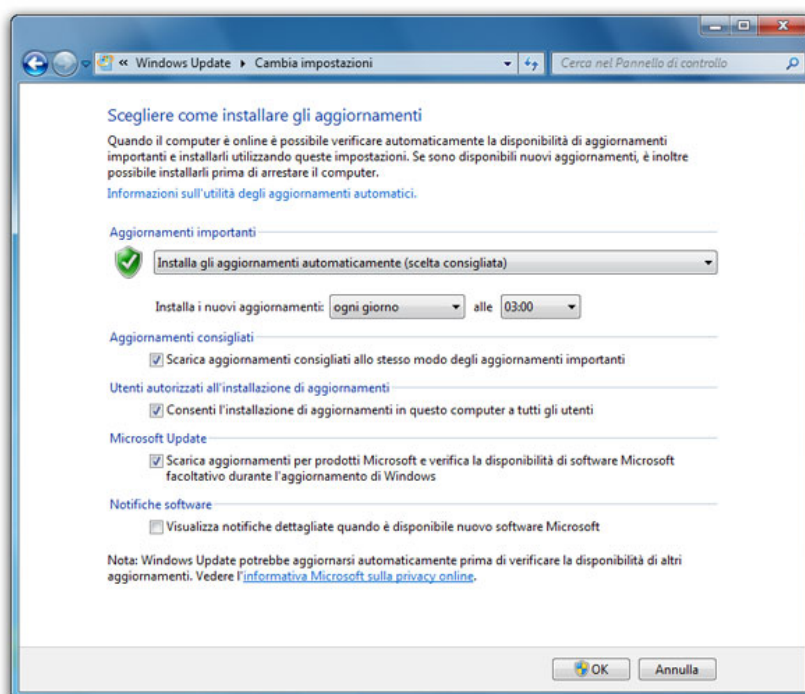 « Windows Update ▸ Cambia impostazioni
Cerca nel Pannello di controllo
Scegliere come installare gli aggiornamenti
Quando il computer è online è possibile verificare automaticamente la disponibilità di aggiornamenti
importanti e installarli utilizzando queste impostazioni. Se sono disponibili nuovi aggiornamenti, è inoltre
possibile installarli prima di arrestare il computer.
Informazioni sull'utilità degli aggiornamenti automatici.
Aggiornamenti importanti
Installa gli aggiornamenti automaticamente (scelta consigliata)
Installa i nuovi aggiornamenti: ogni giorno alle 03:00
Aggiornamenti consigliati
Scarica aggiornamenti consigliati allo stesso modo degli aggiornamenti importanti
Utenti autorizzati all'installazione di aggiornamenti
Consenti l'installazione di aggiornamenti in questo computer a tutti gli utenti
Microsoft Update
Scarica aggiornamenti per prodotti Microsoft e verifica la disponibilità di software Microsoft
facoltativo durante l'aggiornamento di Windows
Notifiche software
Visualizza notifiche dettagliate quando è disponibile nuovo software Microsoft
Nota: Windows Update potrebbe aggiornarsi automaticamente prima di verificare la disponibilità di altri
aggiornamenti. Vedere l'informativa Microsoft sulla privacy online.
OK Annulla